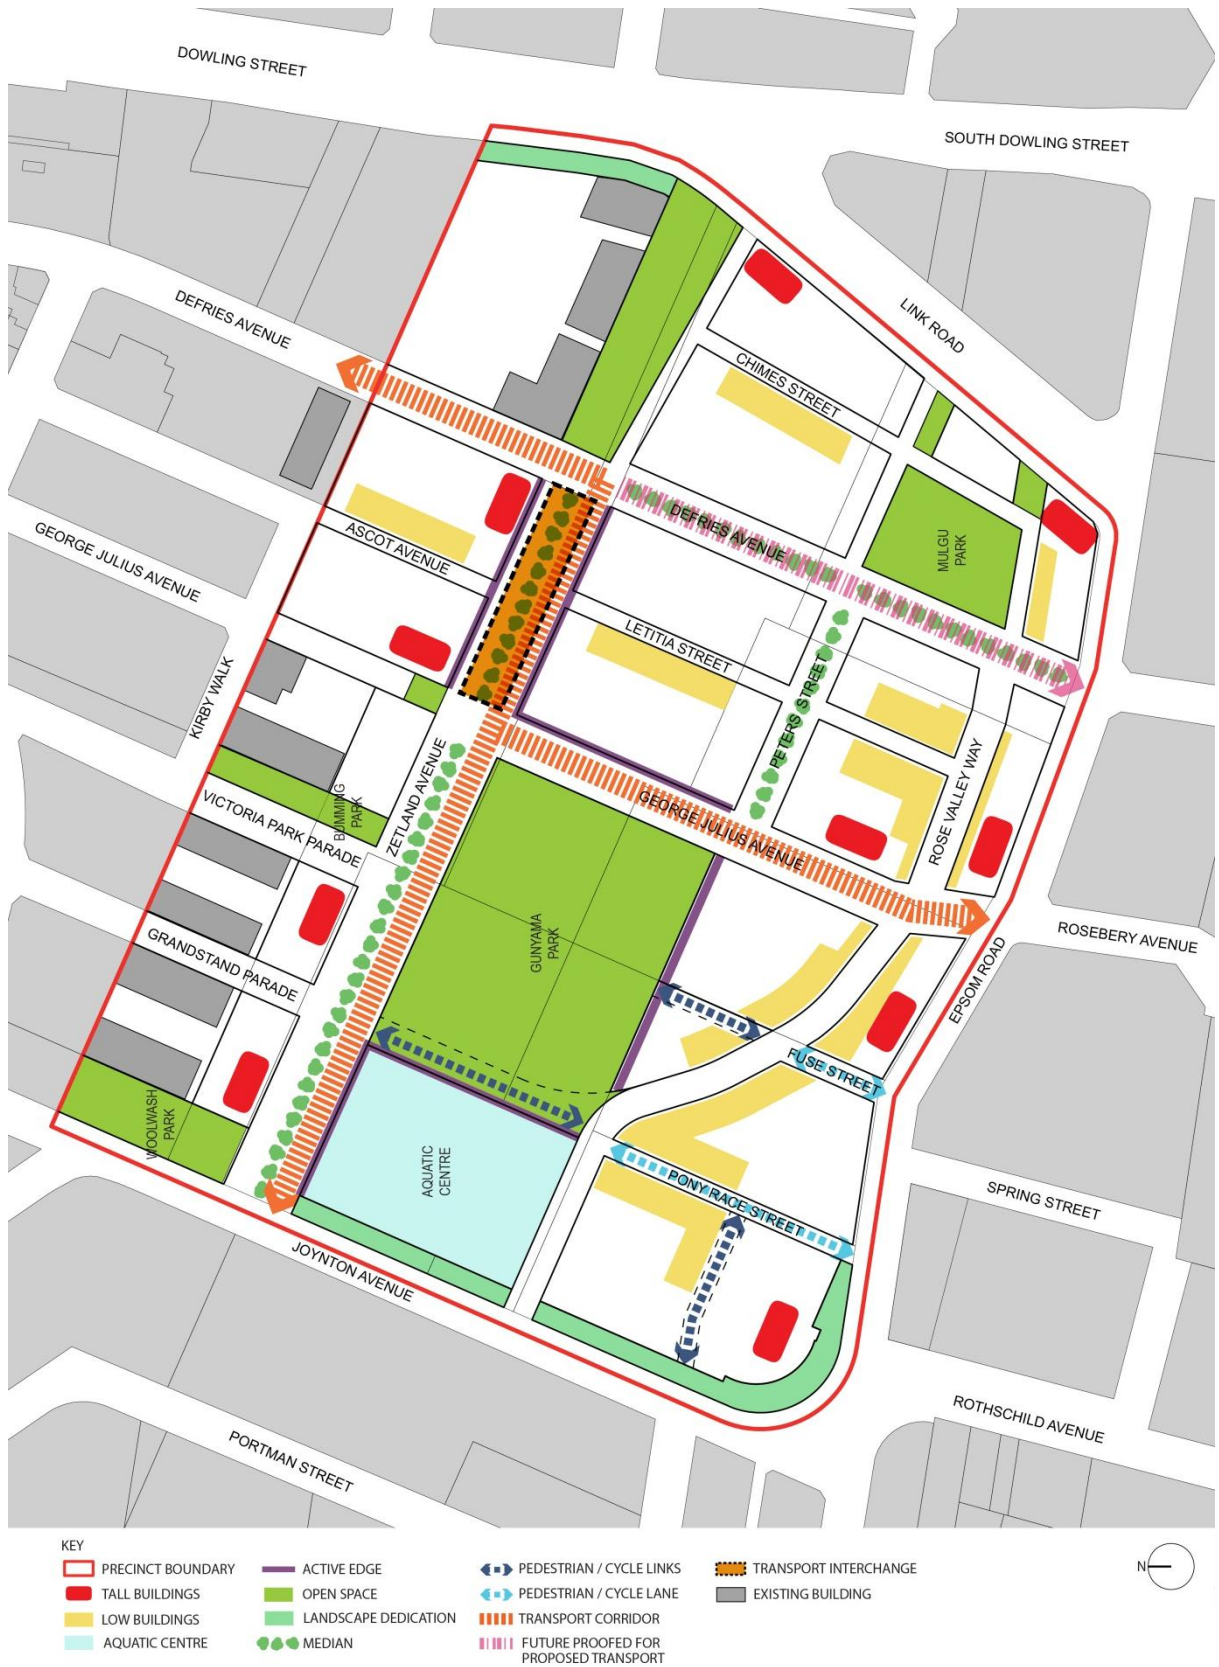 DOWLING STREET
SOUTH DOWLING STREET
DEFRIES AVENUE
LINK ROAD
CHIMES STREET
GEORGE JULIUS AVENUE
ASCOT AVENUE
DEFRIES AVENUE
MULGU
PARK
LETITIA STREET
KIRBY WALK
PETERS STREET
ROSE VALLEY WAY
ZETLAND AVENUE
BUMMING
PARK
VICTORIA PARK PARADE
GEORGE JULIUS AVENUE
GRANDSTAND PARADE
GUNYAMA
PARK
ROSEBERY AVENUE
EPSOM ROAD
FUSE STREET
WOOLWASH
PARK
AQUATIC
CENTRE
PONY RACE STREET
SPRING STREET
JOYNTON AVENUE
ROTHSCHILD AVENUE
PORTMAN STREET
KEY
PRECINCT BOUNDARY
TALL BUILDINGS
LOW BUILDINGS
AQUATIC CENTRE
ACTIVE EDGE
OPEN SPACE
LANDSCAPE DEDICATION
MEDIAN
PEDESTRIAN / CYCLE LINKS
PEDESTRIAN / CYCLE LANE
TRANSPORT CORRIDOR
FUTURE PROOFED FOR
PROPOSED TRANSPORT
TRANSPORT INTERCHANGE
EXISTING BUILDING
N